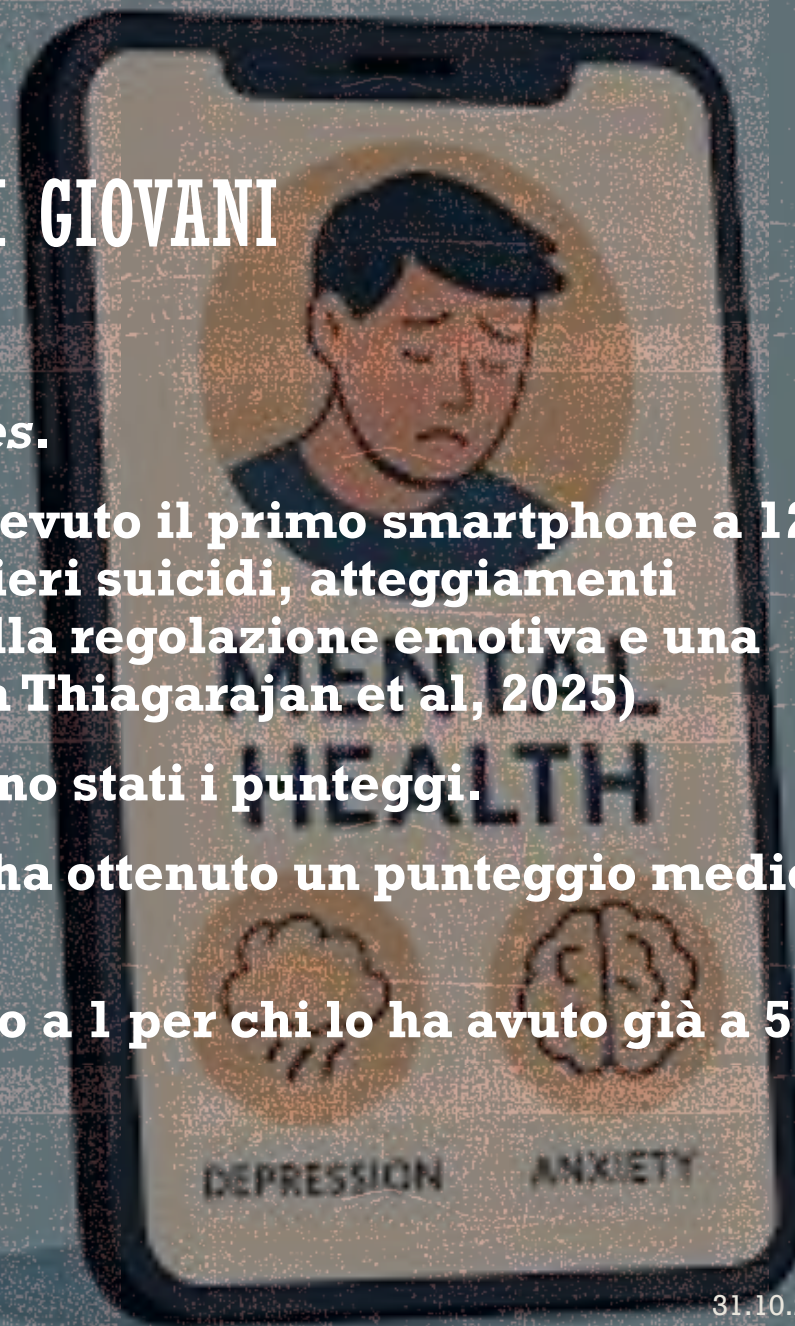 GIOVANI
es.
evuto il primo smartphone a 12
ieri suicidi, atteggiamenti
lla regolazione emotiva e una
Thiagarajan et al, 2025)
MENTAL
no stati i punteggi.
HEALTH
ha ottenuto un punteggio medi
o a 1 per chi lo ha avuto già a 5
DEPRESSION
ANXIETY
31.10.